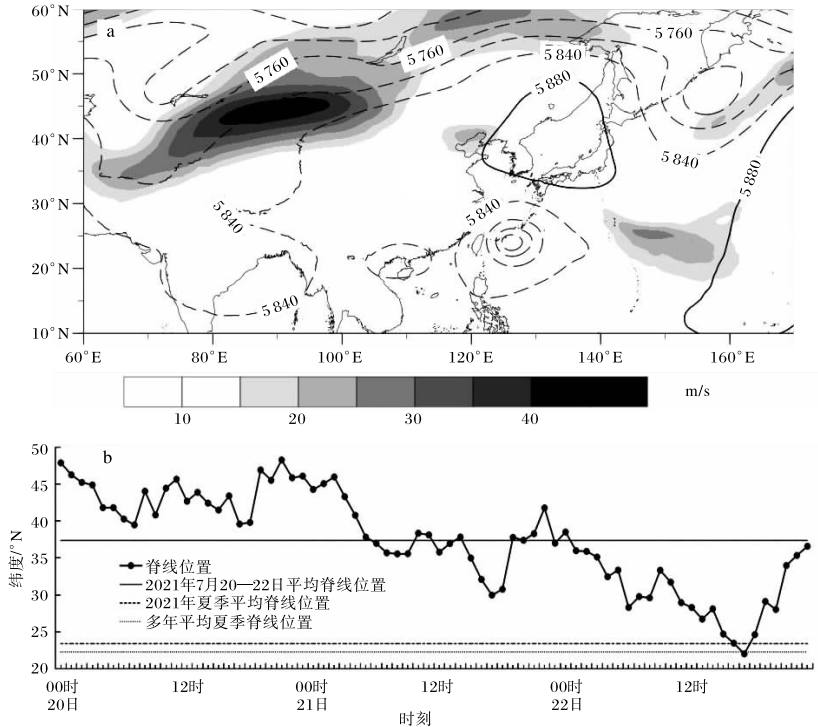 60°N
a
5 760
5 760
5 760
50°N
5 840
5 880
40°N
5 840
5 880
30°N
5 840
5 840
20°N
5 840
10°N
60°E 80°E 100°E 120°E 140°E 160°E
m/s
10 20 30 40
50
b
45
40
35
30
25
20
纬度/°N
脊线位置
2021年7月20—22日平均脊线位置
2021年夏季平均脊线位置
多年平均夏季脊线位置
00时 12时 00时 12时 00时 12时
20日 21日 22日
时刻